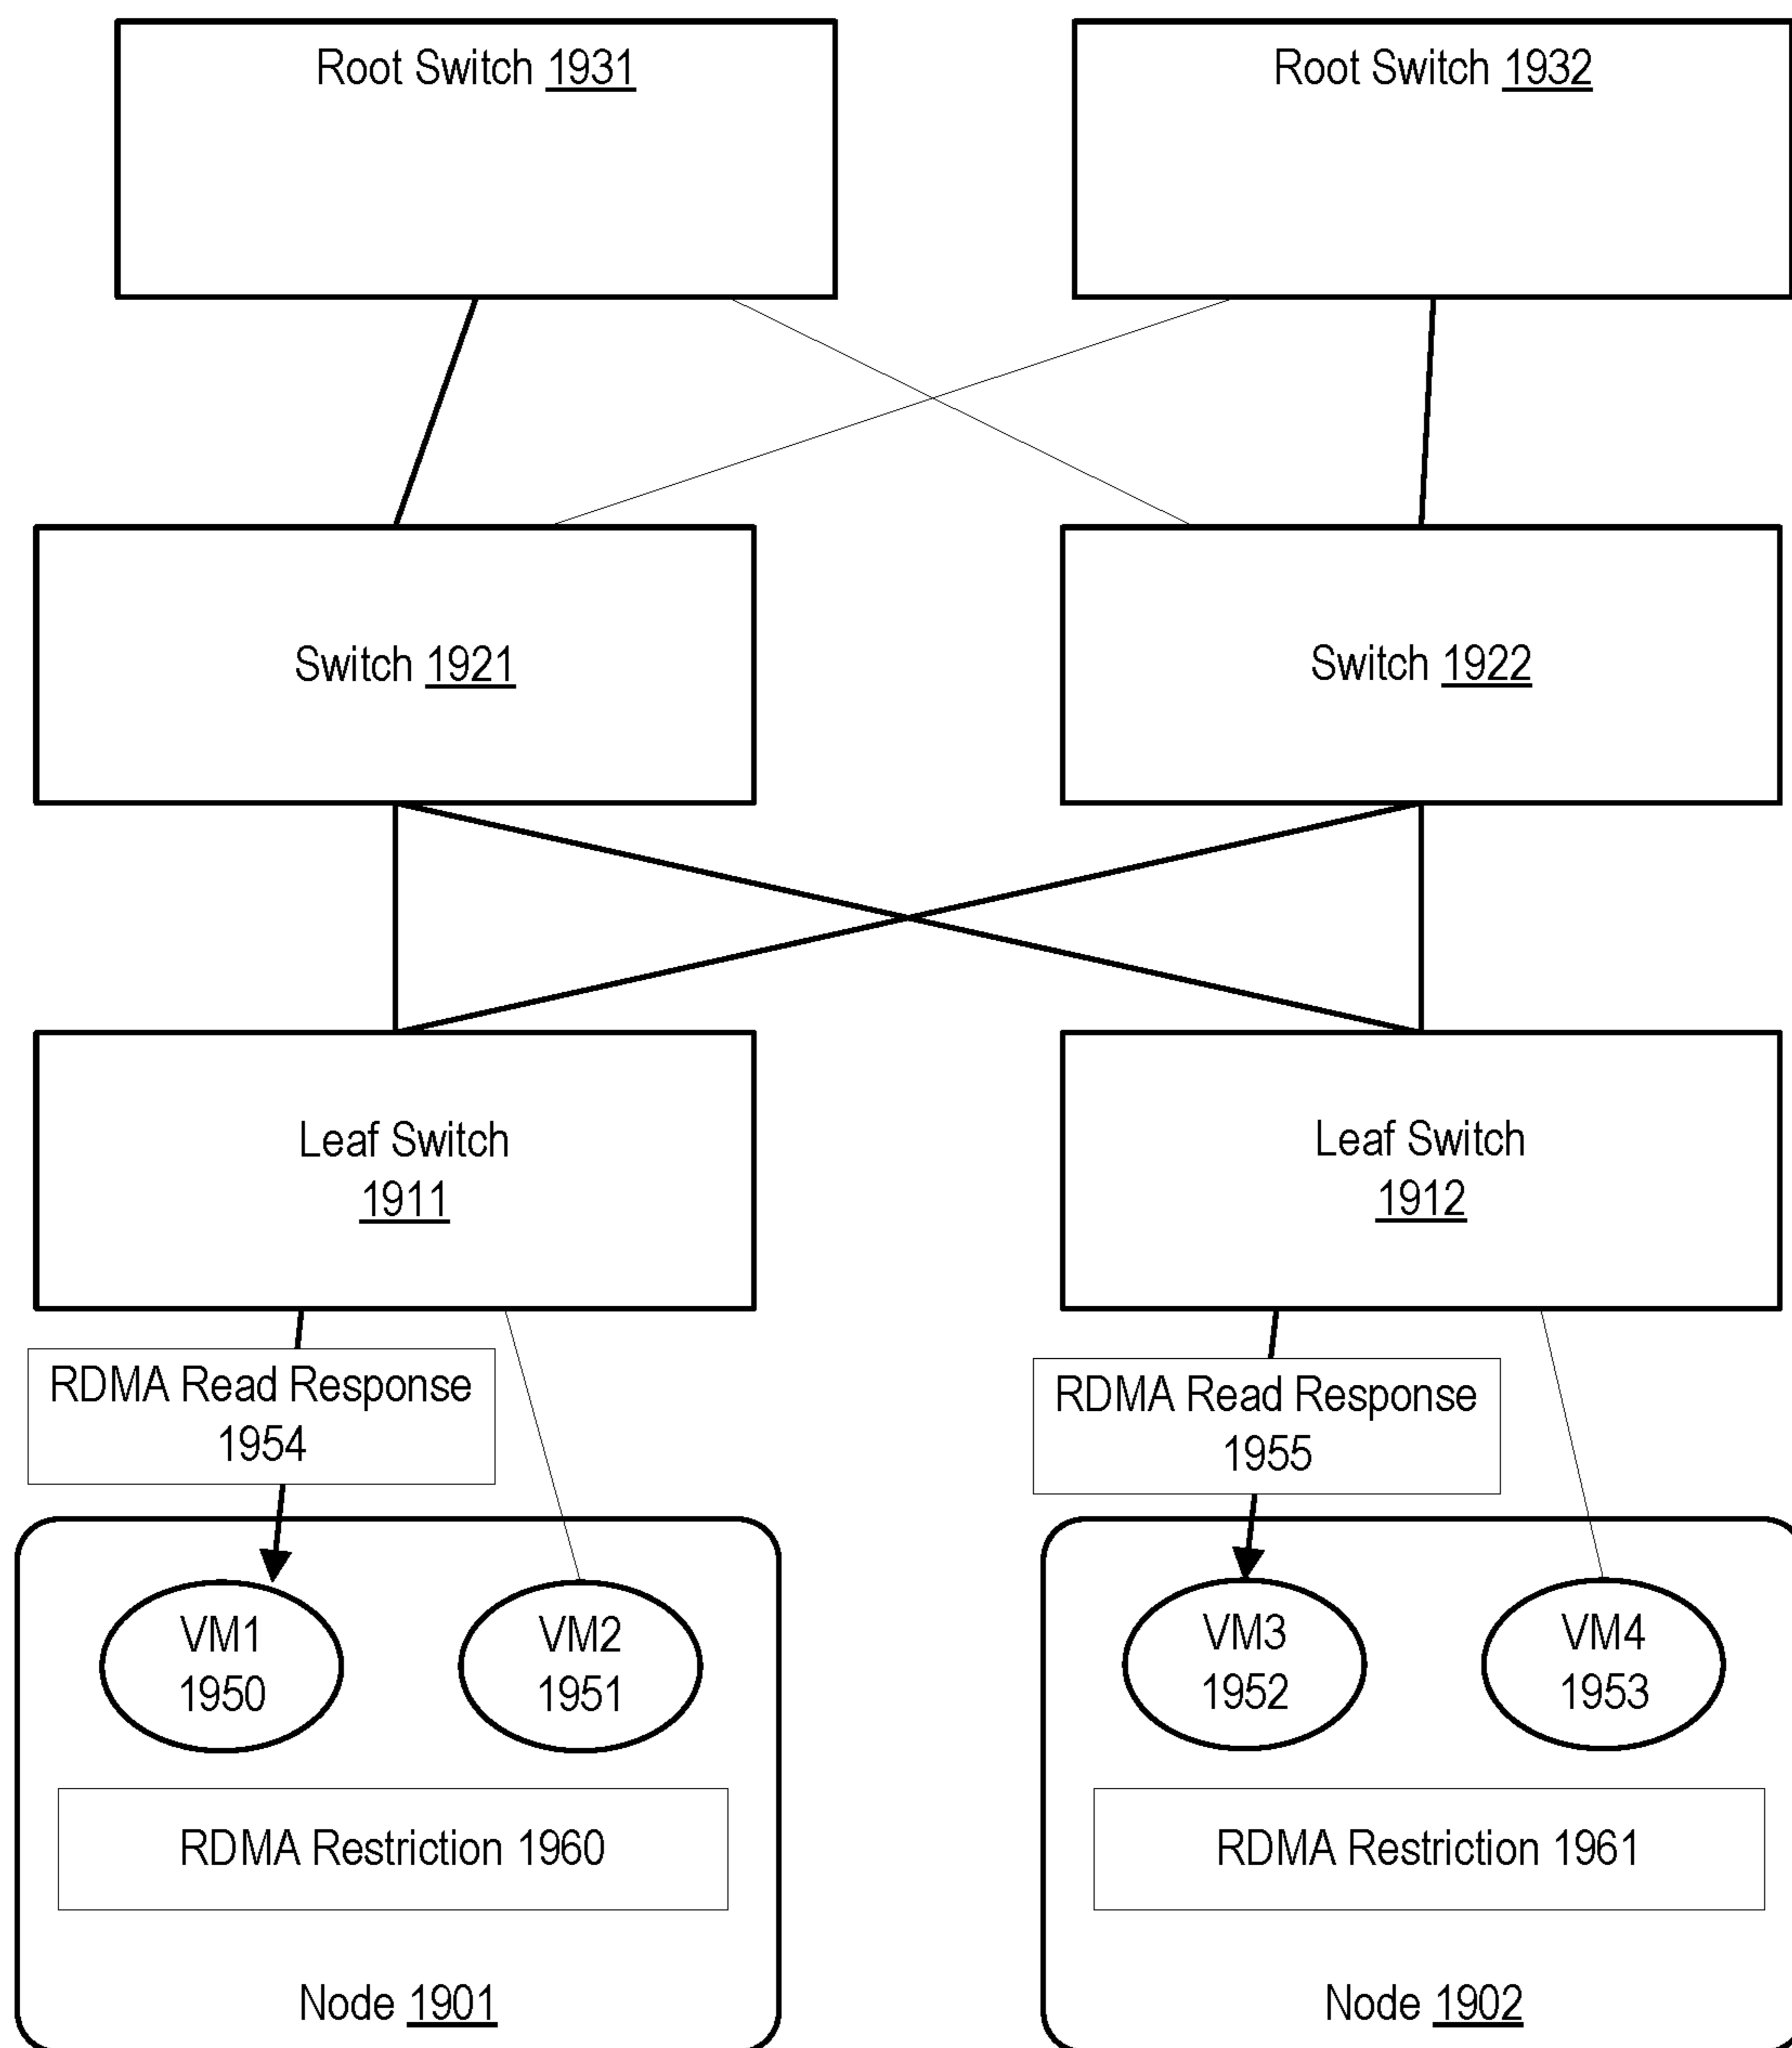 Root Switch 1931
Root Switch 1932
Switch 1921
Switch 1922
Leaf Switch
1911
Leaf Switch
1912
RDMA Read Response
1954
RDMA Read Response
1955
VM1
1950
VM2
1951
VM3
1952
VM4
1953
RDMA Restriction 1960
RDMA Restriction 1961
Node 1901
Node 1902